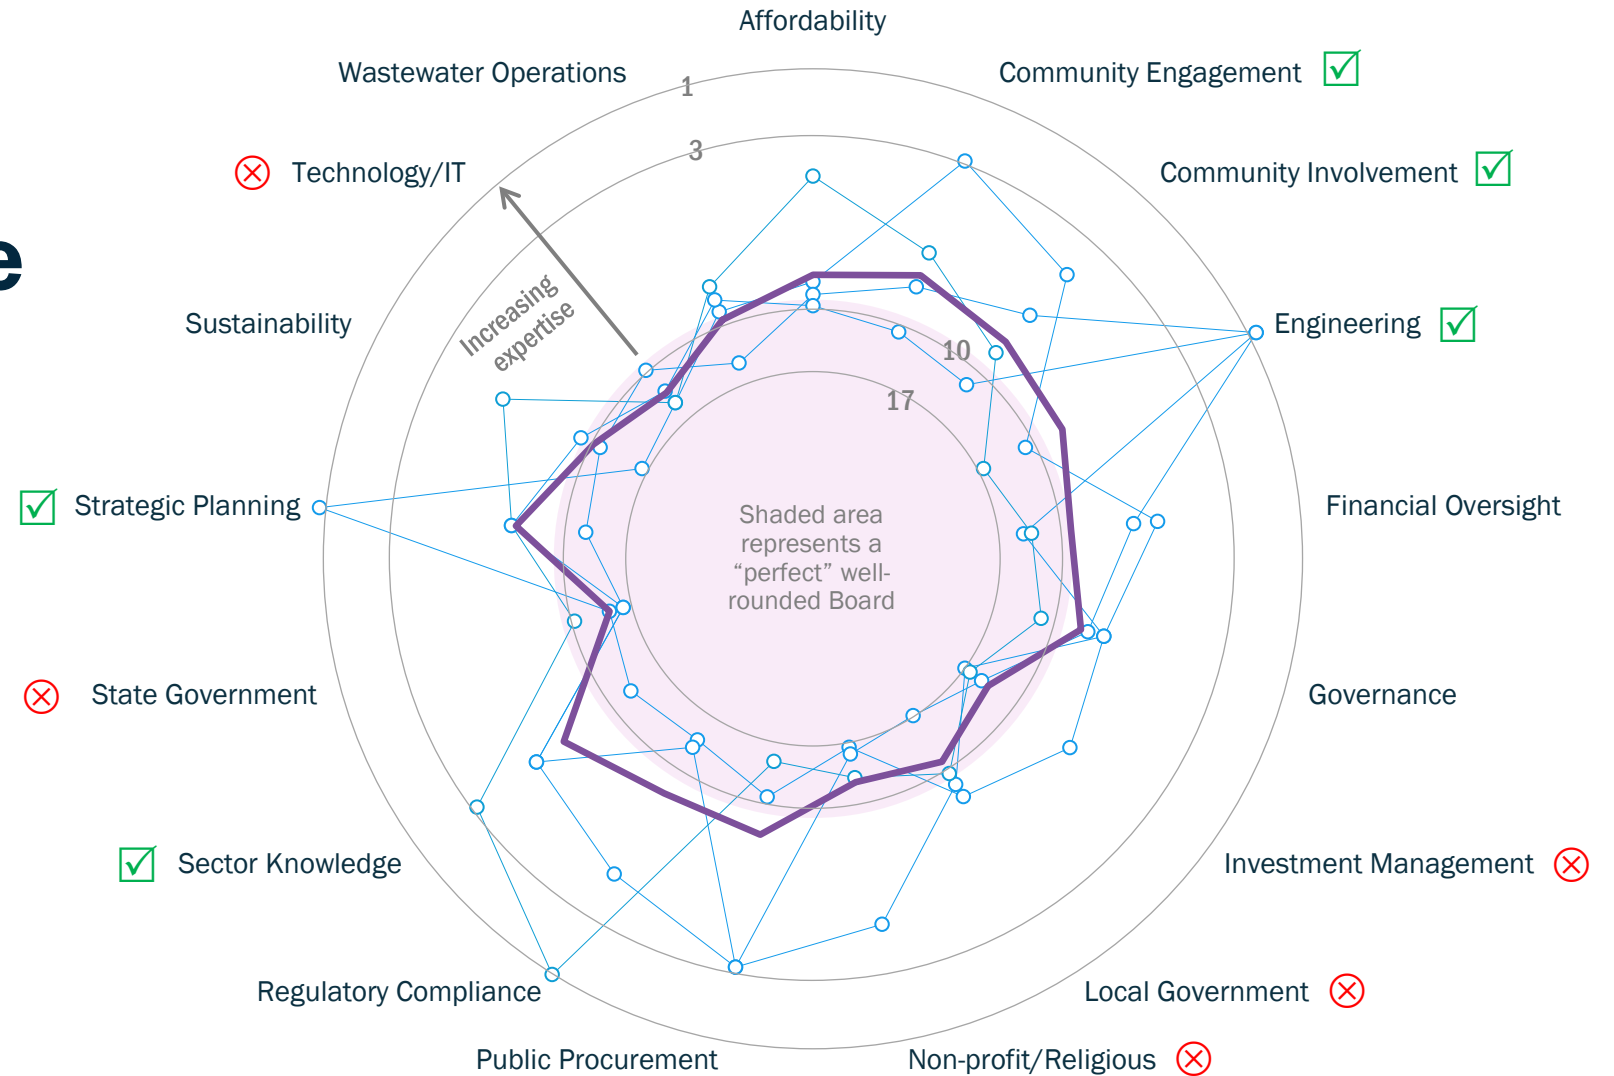 Affordability
Wastewater Operations
Community Engagement
1
3
Technology/IT
Community Involvement
e
Increasing
expertise
Sustainability
Engineering
10
17
Strategic Planning
Financial Oversight
Shaded area
represents a
“perfect” well-
rounded Board
State Government
Governance
Sector Knowledge
Investment Management
Regulatory Compliance
Local Government
Public Procurement
Non-profit/Religious